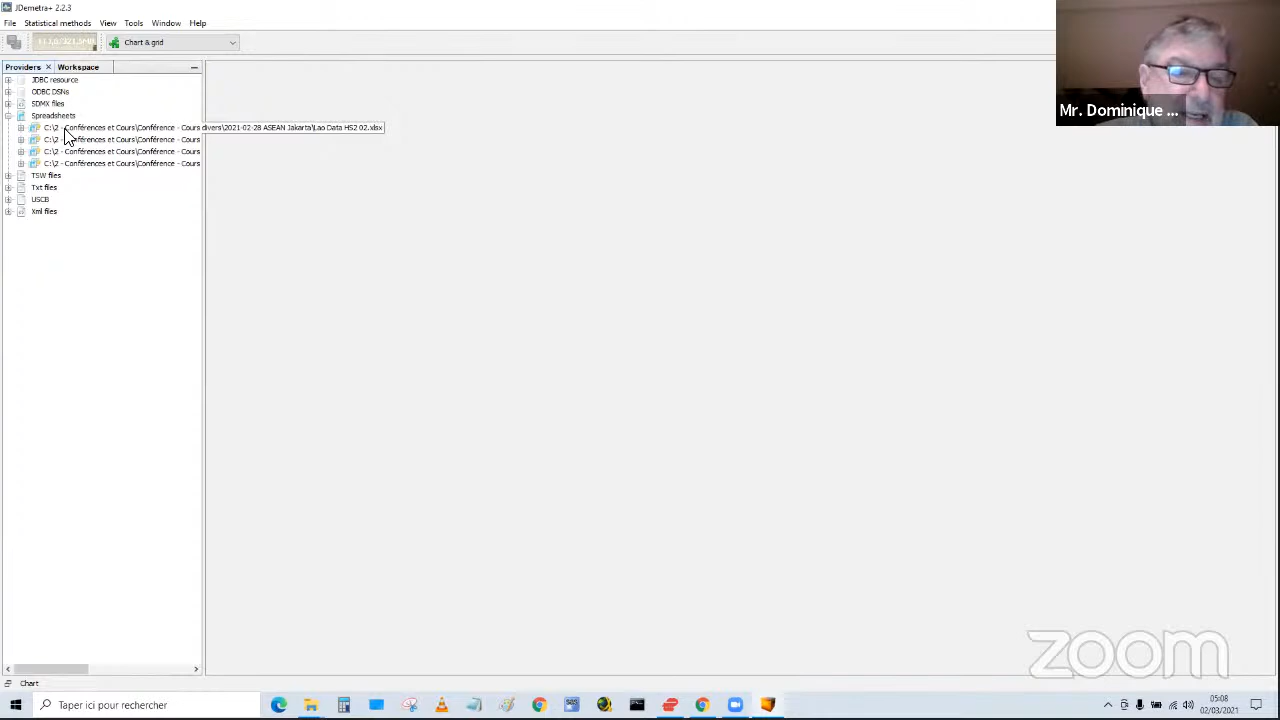 JDemetra+ 2.2.3
File Statistical methods View Tools Window Help
Chart & grid
Providers Workspace
JDBC resource
ODBC DSNs
SDMX files
Spreadsheets
C:\2 - Conférences et Cours\Conférence - Cours divers\2021-02-28 ASEAN Jakarta\Lao Data HS2 02.xlsx
C:\2 - Conférences et Cours\Conférence - Cours
C:\2 - Conférences et Cours\Conférence - Cours
C:\2 - Conférences et Cours\Conférence - Cours
TSW files
Txt files
USCB
Xml files
Mr. Dominique ...
zoom
Chart
Taper ici pour rechercher
05:08
02/03/2021